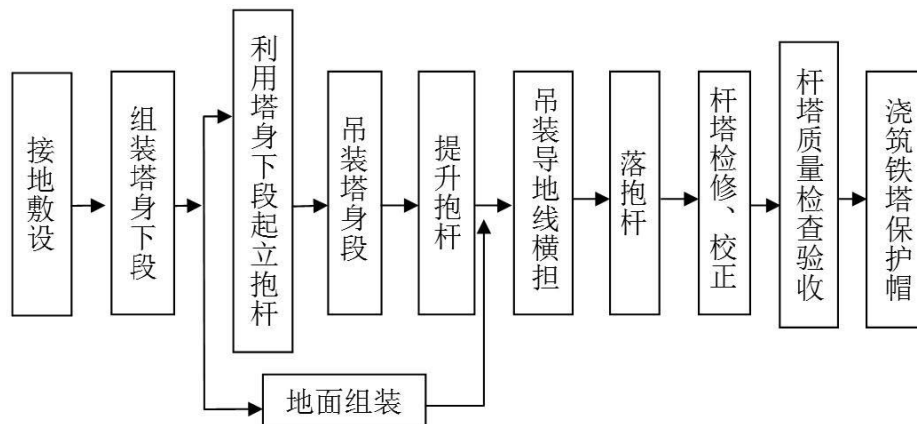 接地敷设
组装塔身下段
利用塔身下段起立抱杆
吊装塔身段
提升抱杆
吊装导地线横担
落抱杆
杆塔检修、校正
杆塔质量检查验收
浇筑铁塔保护帽
地面组装